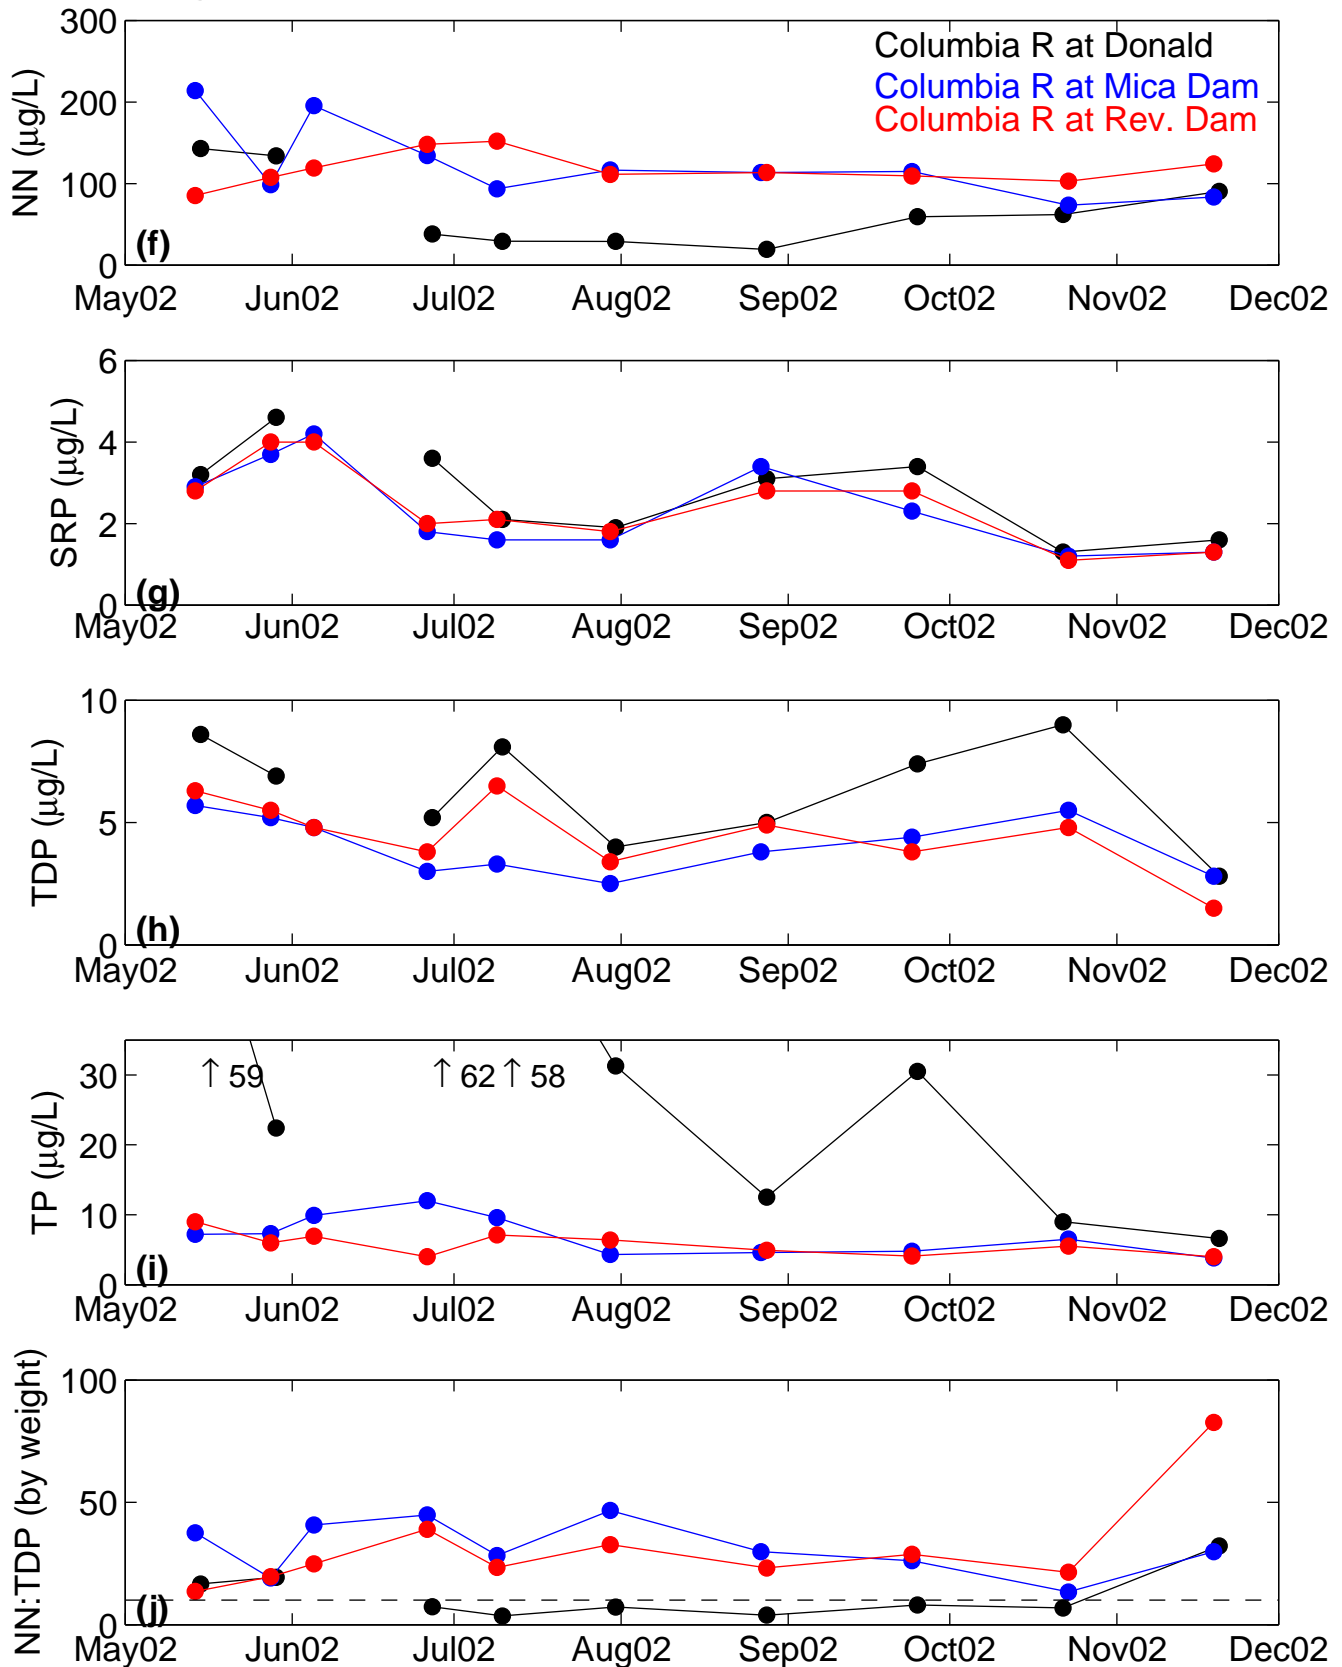 300
Columbia R at Donald
Columbia R at Mica Dam
Columbia R at Rev. Dam
200
100
0
NN (μg/L)
(f)
May02 Jun02 Jul02 Aug02 Sep02 Oct02 Nov02 Dec02
6
4
2
0
SRP (μg/L)
(g)
May02 Jun02 Jul02 Aug02 Sep02 Oct02 Nov02 Dec02
10
5
0
TDP (μg/L)
(h)
May02 Jun02 Jul02 Aug02 Sep02 Oct02 Nov02 Dec02
↑ 59 ↑ 62 ↑ 58
30
20
10
0
TP (μg/L)
(i)
May02 Jun02 Jul02 Aug02 Sep02 Oct02 Nov02 Dec02
100
50
0
NN:TDP (by weight)
(j)
May02 Jun02 Jul02 Aug02 Sep02 Oct02 Nov02 Dec02